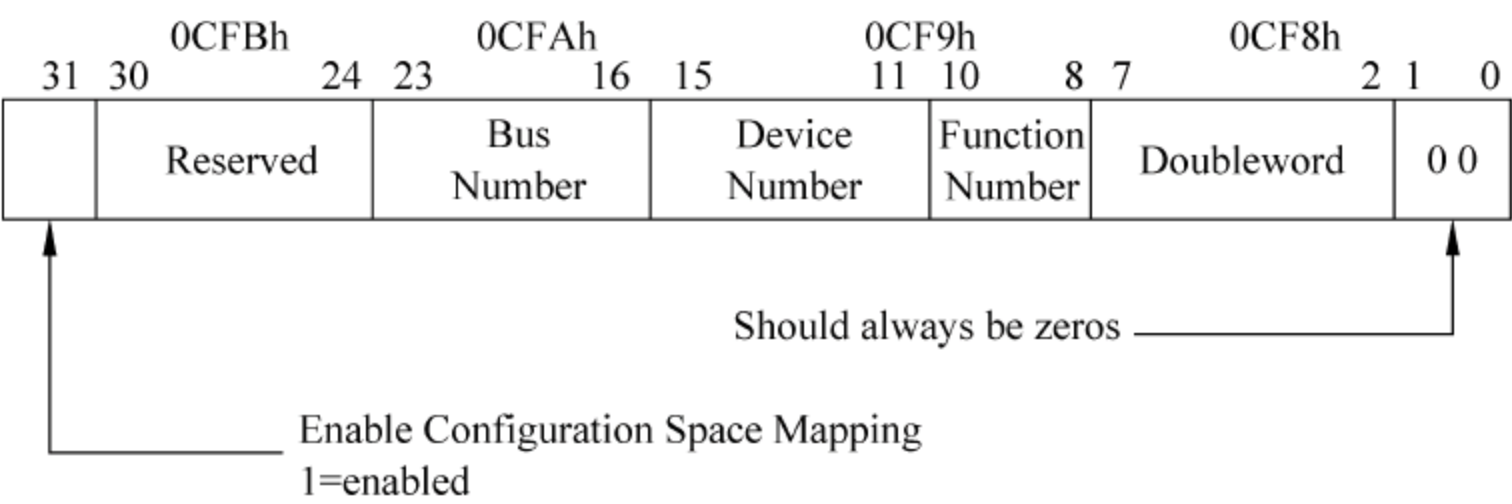 0CFBh 0CFAh 0CF9h 0CF8h
31 30 24 23 16 15 11 10 8 7 2 1 0
Reserved Bus Number Device Number Function Number Doubleword 0 0
Should always be zeros
Enable Configuration Space Mapping
1=enabled